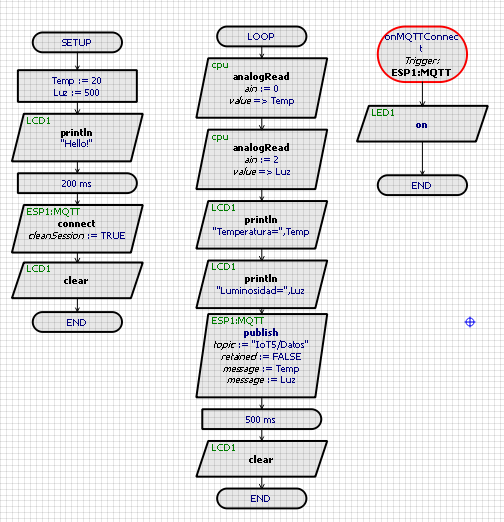 SETUP
Temp := 20
Luz := 500
LCD1
println
"Hello!"
200 ms
ESP1:MQTT
connect
cleanSession := TRUE
LCD1
clear
END
LOOP
cpu
analogRead
ain := 0
value => Temp
cpu
analogRead
ain := 2
value => Luz
LCD1
println
"Temperatura=",Temp
LCD1
println
"Luminosidad=",Luz
ESP1:MQTT
publish
topic := "IoT5/Datos"
retained := FALSE
message := Temp
message := Luz
500 ms
LCD1
clear
END
onMQTTConnec
t
Trigger:
ESP1:MQTT
LED1
on
END